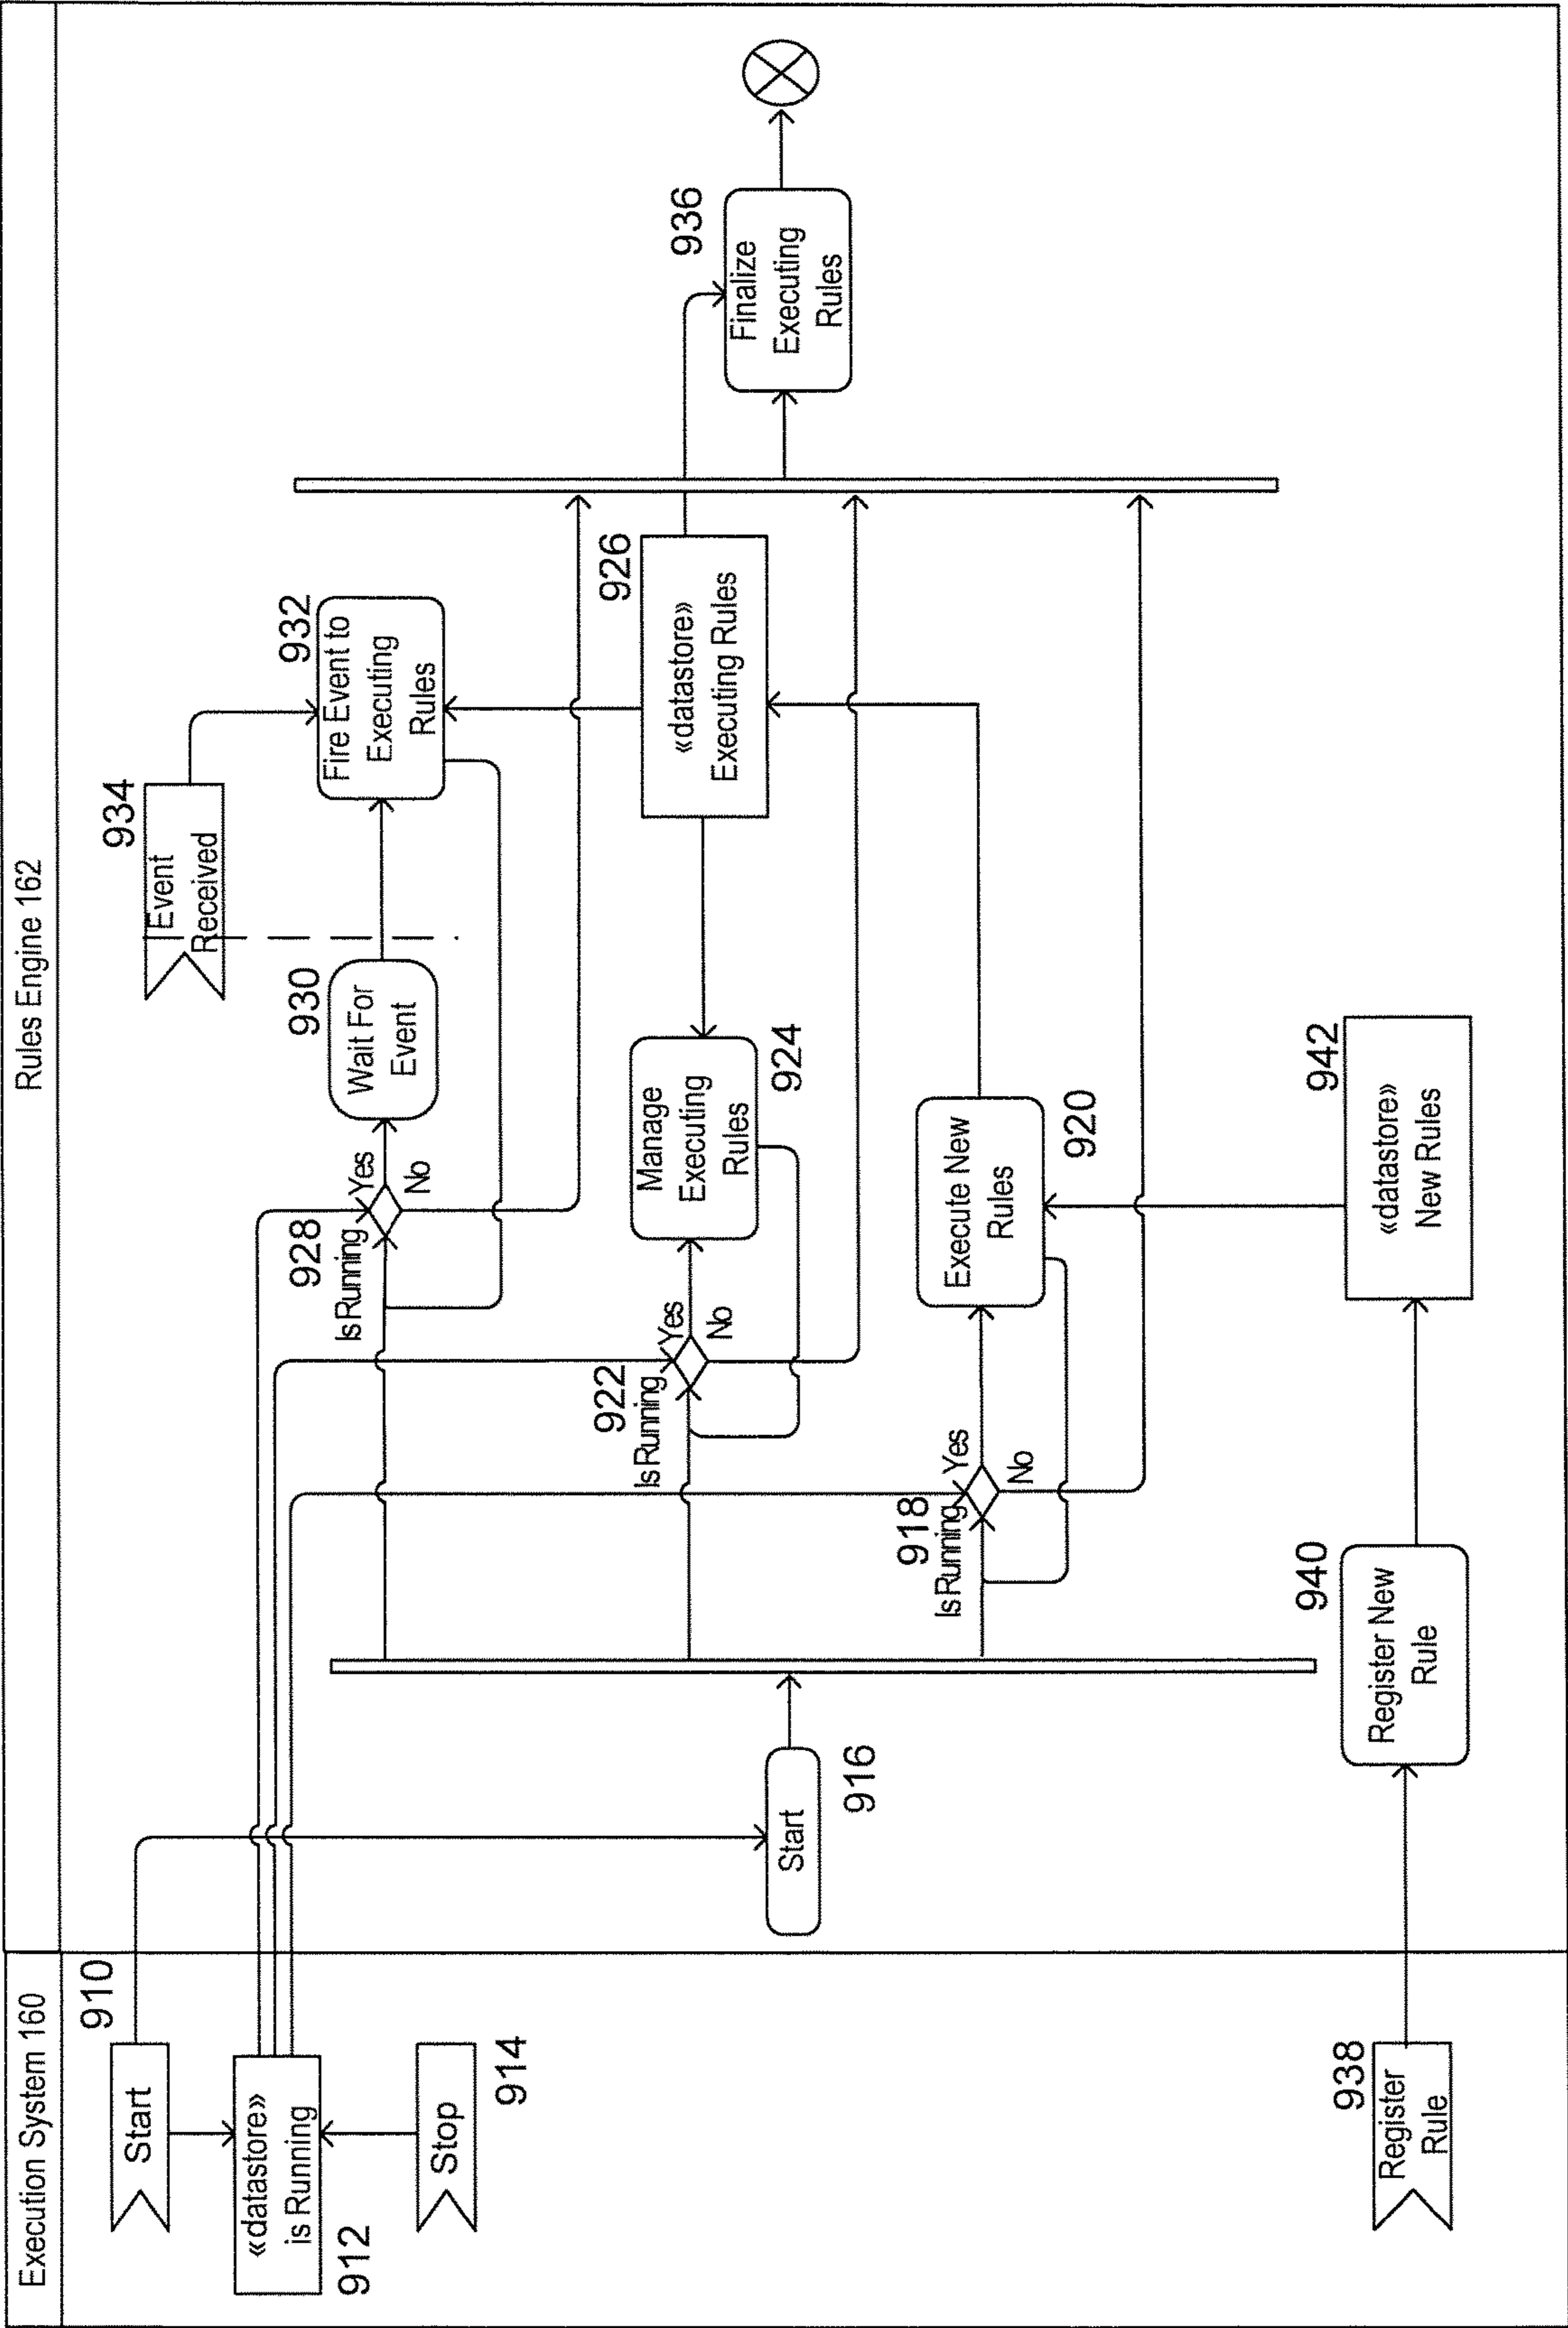 Execution System 160
Rules Engine 162
910
Start
«datastore»
is Running
912
Stop
914
Start
916
928
Is Running
Yes
No
930
Wait For
Event
934
Event
Received
932
Fire Event to
Executing
Rules
922
Is Running
Yes
No
Manage
Executing
Rules
924
926
«datastore»
Executing Rules
936
Finalize
Executing
Rules
918
Is Running
Yes
No
Execute New
Rules
920
938
Register
Rule
940
Register New
Rule
942
«datastore»
New Rules